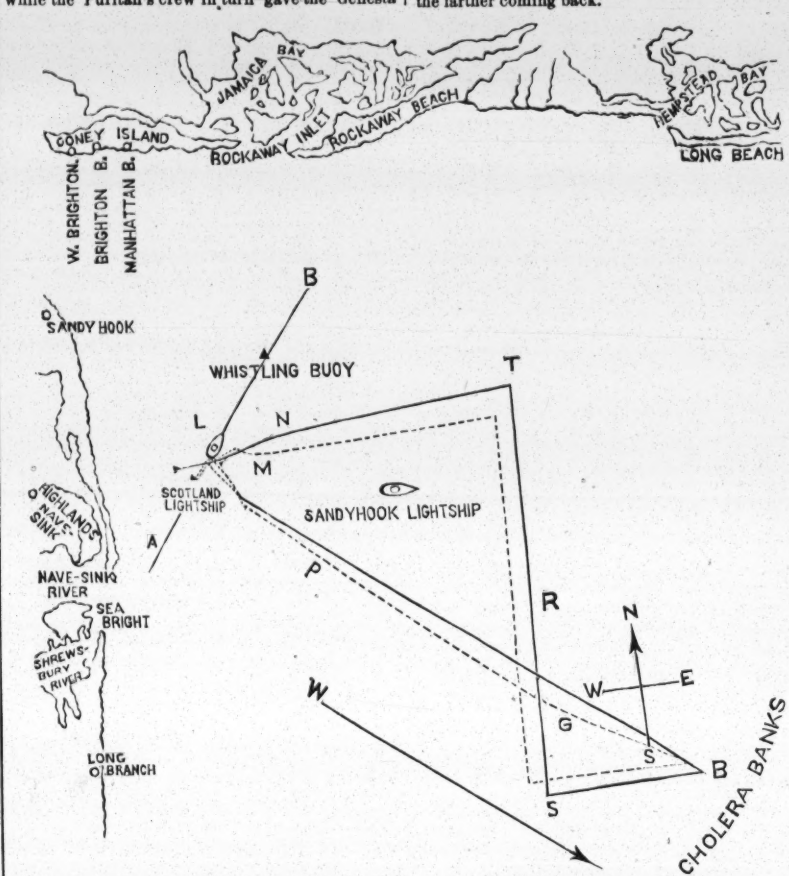 while the Puritan's crew in turn gave the Genesta the farther coming back.
JAMAICA BAY
CONEY ISLAND
ROCKAWAY INLET
ROCKAWAY BEACH
HEMPSTEAD BAY
LONG BEACH
W. BRIGHTON.
BRIGHTON B.
MANHATTAN B.
SANDY HOOK
B
WHISTLING BUOY
T
L
N
M
SCOTLAND
LIGHTSHIP
SANDYHOOK LIGHTSHIP
HIGHLANDS
NAVE-
SINK
A
P
NAVE-SINK
RIVER
SEA
BRIGHT
R
N
SHREWS-
BURY
RIVER
W
E
W
G
S
LONG
BRANCH
B
S
CHOLERA BANKS